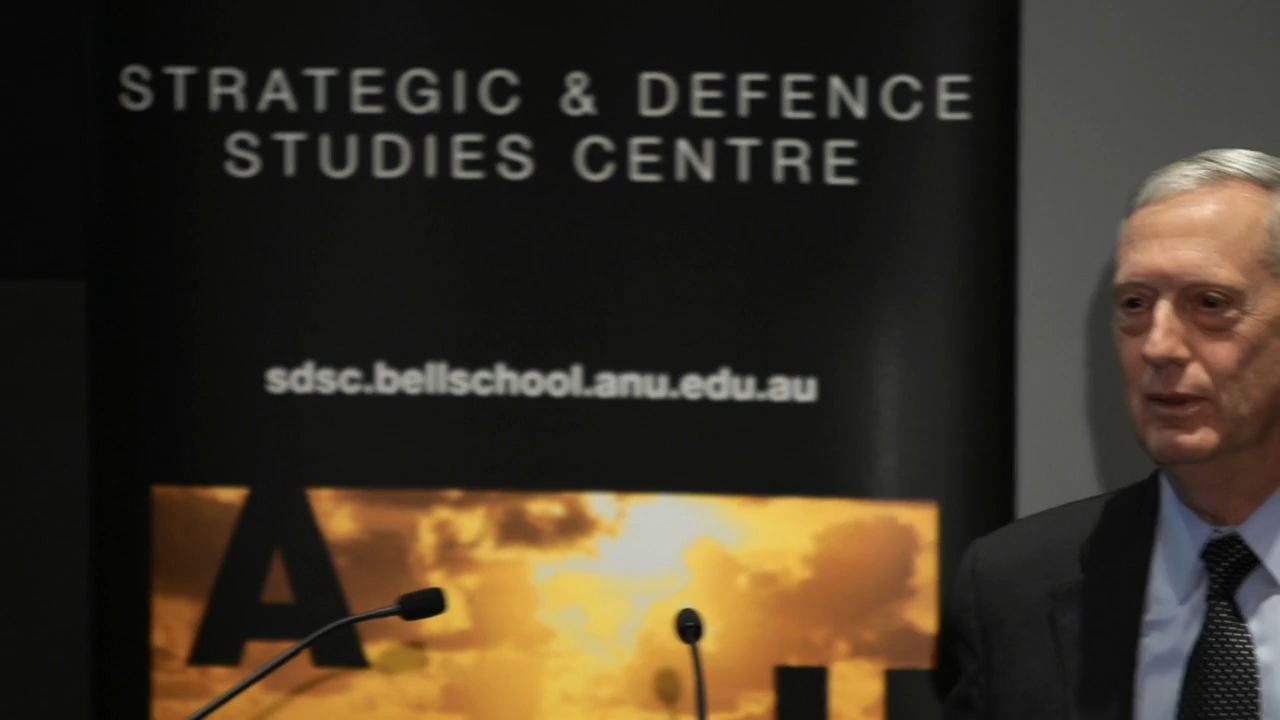 STRATEGIC & DEFENCE
STUDIES CENTRE
sdsc.bellschool.anu.edu.au
A